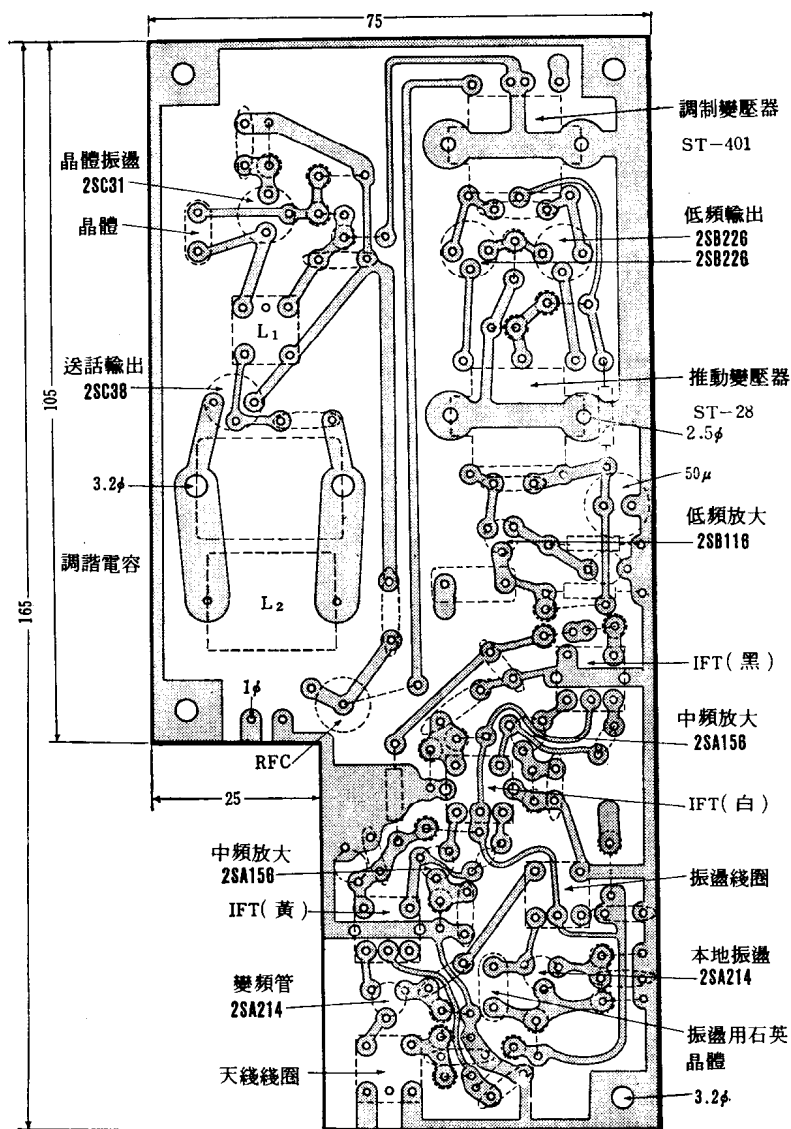 75
165
105
調制變壓器
ST-401
晶體振盪
2SC31
晶體
低頻輸出
2SB226
2SB226
L1
送話輸出
2SC38
推動變壓器
ST-28
2.5φ
3.2φ
50μ
低頻放大
2SB116
調諧電容
L2
IFT(黑)
1φ
RFC
中頻放大
2SA156
25
IFT(白)
中頻放大
2SA156
振盪綫圈
IFT(黃)
本地振盪
2SA214
變頻管
2SA214
振盪用石英
晶體
天綫綫圈
3.2φ